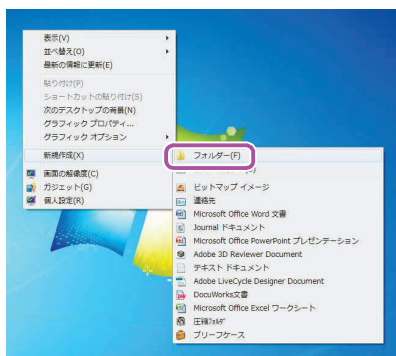 表示(V)
並べ替え(O)
最新の情報に更新(E)
貼り付け(P)
ショートカットの貼り付け(S)
次のデスクトップの背景(N)
グラフィック プロパティ...
グラフィック オプション
新規作成(X)
画面の解像度(C)
ガジェット(G)
個人設定(R)
フォルダー(F)
ビットマップ イメージ
連絡先
Microsoft Office Word 文書
Journal ドキュメント
Microsoft Office PowerPoint プレゼンテーション
Adobe 3D Reviewer Document
テキスト ドキュメント
Adobe LiveCycle Designer Document
DocuWorks文書
Microsoft Office Excel ワークシート
圧縮フォルダ
ブリーフケース